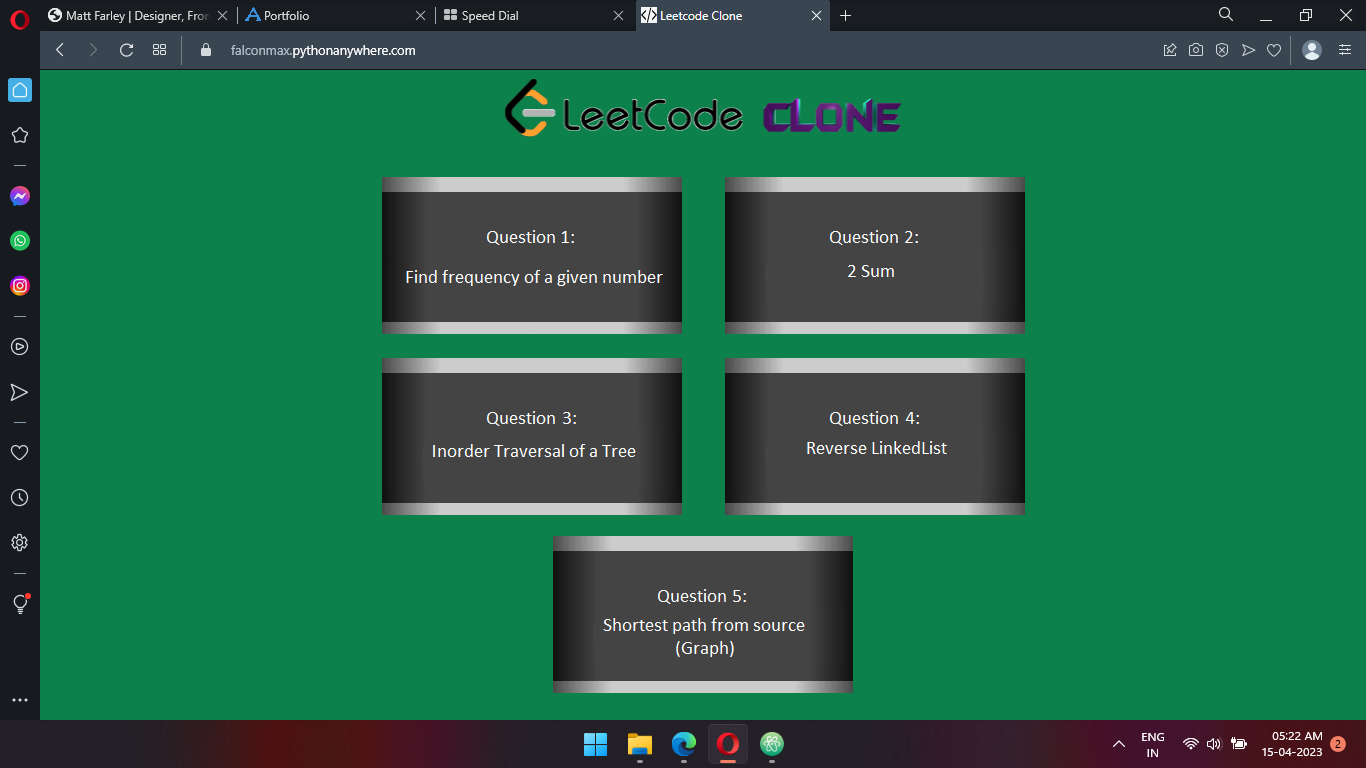 Matt Farley | Designer, Fron
Portfolio
Speed Dial
Leetcode Clone
falconmax.pythonanywhere.com
LeetCode CLONE
Question 1:
Find frequency of a given number
Question 2:
2 Sum
Question 3:
Inorder Traversal of a Tree
Question 4:
Reverse LinkedList
Question 5:
Shortest path from source
(Graph)
ENG
IN
05:22 AM
15-04-2023
2